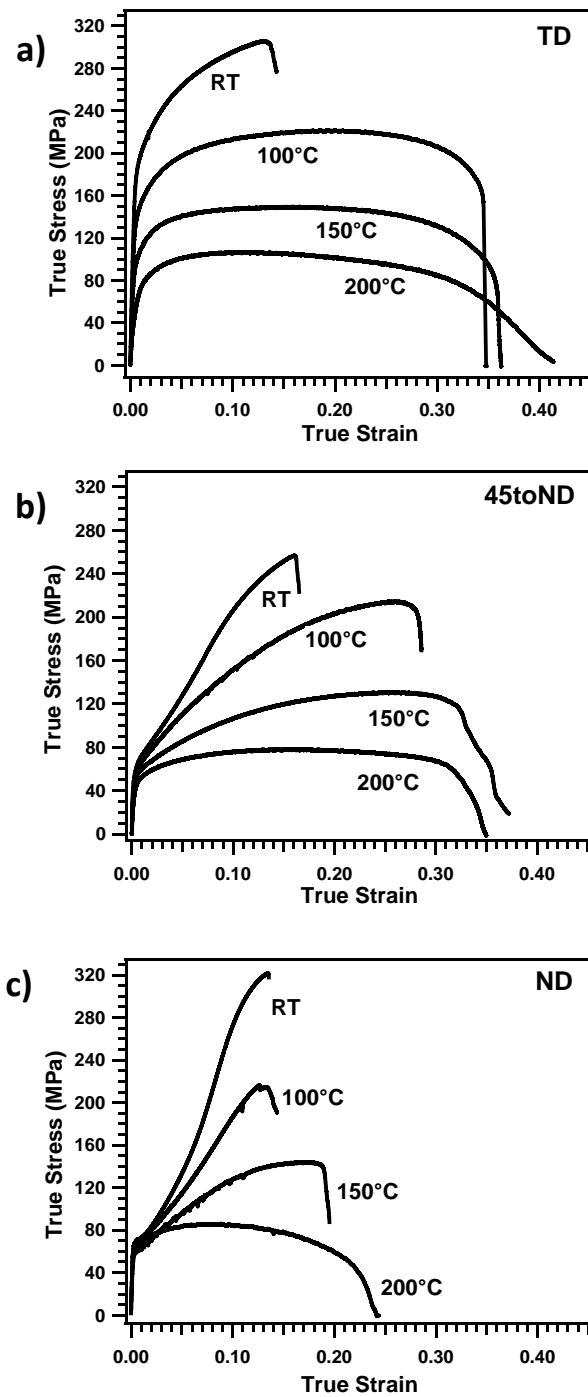 a)
TD
320
280
240
200
160
120
80
40
0
RT
100°C
150°C
200°C
True Stress (MPa)
0.00 0.10 0.20 0.30 0.40
True Strain
b)
45toND
320
280
240
200
160
120
80
40
0
RT
100°C
150°C
200°C
True Stress (MPa)
0.00 0.10 0.20 0.30 0.40
True Strain
c)
ND
320
280
240
200
160
120
80
40
0
RT
100°C
150°C
200°C
True Stress (MPa)
0.00 0.10 0.20 0.30 0.40
True Strain